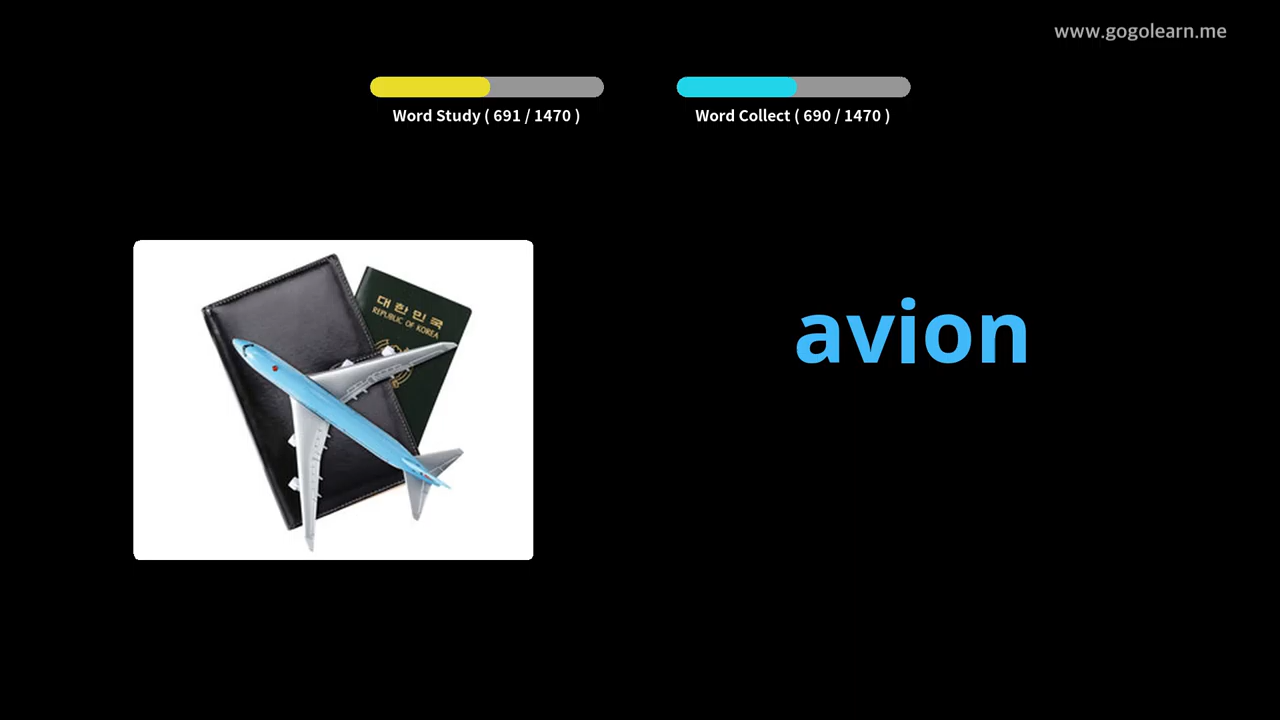 www.gogolearn.me
Word Study ( 691 / 1470 )
Word Collect ( 690 / 1470 )
대한민국
REPUBLIC OF KOREA
avion